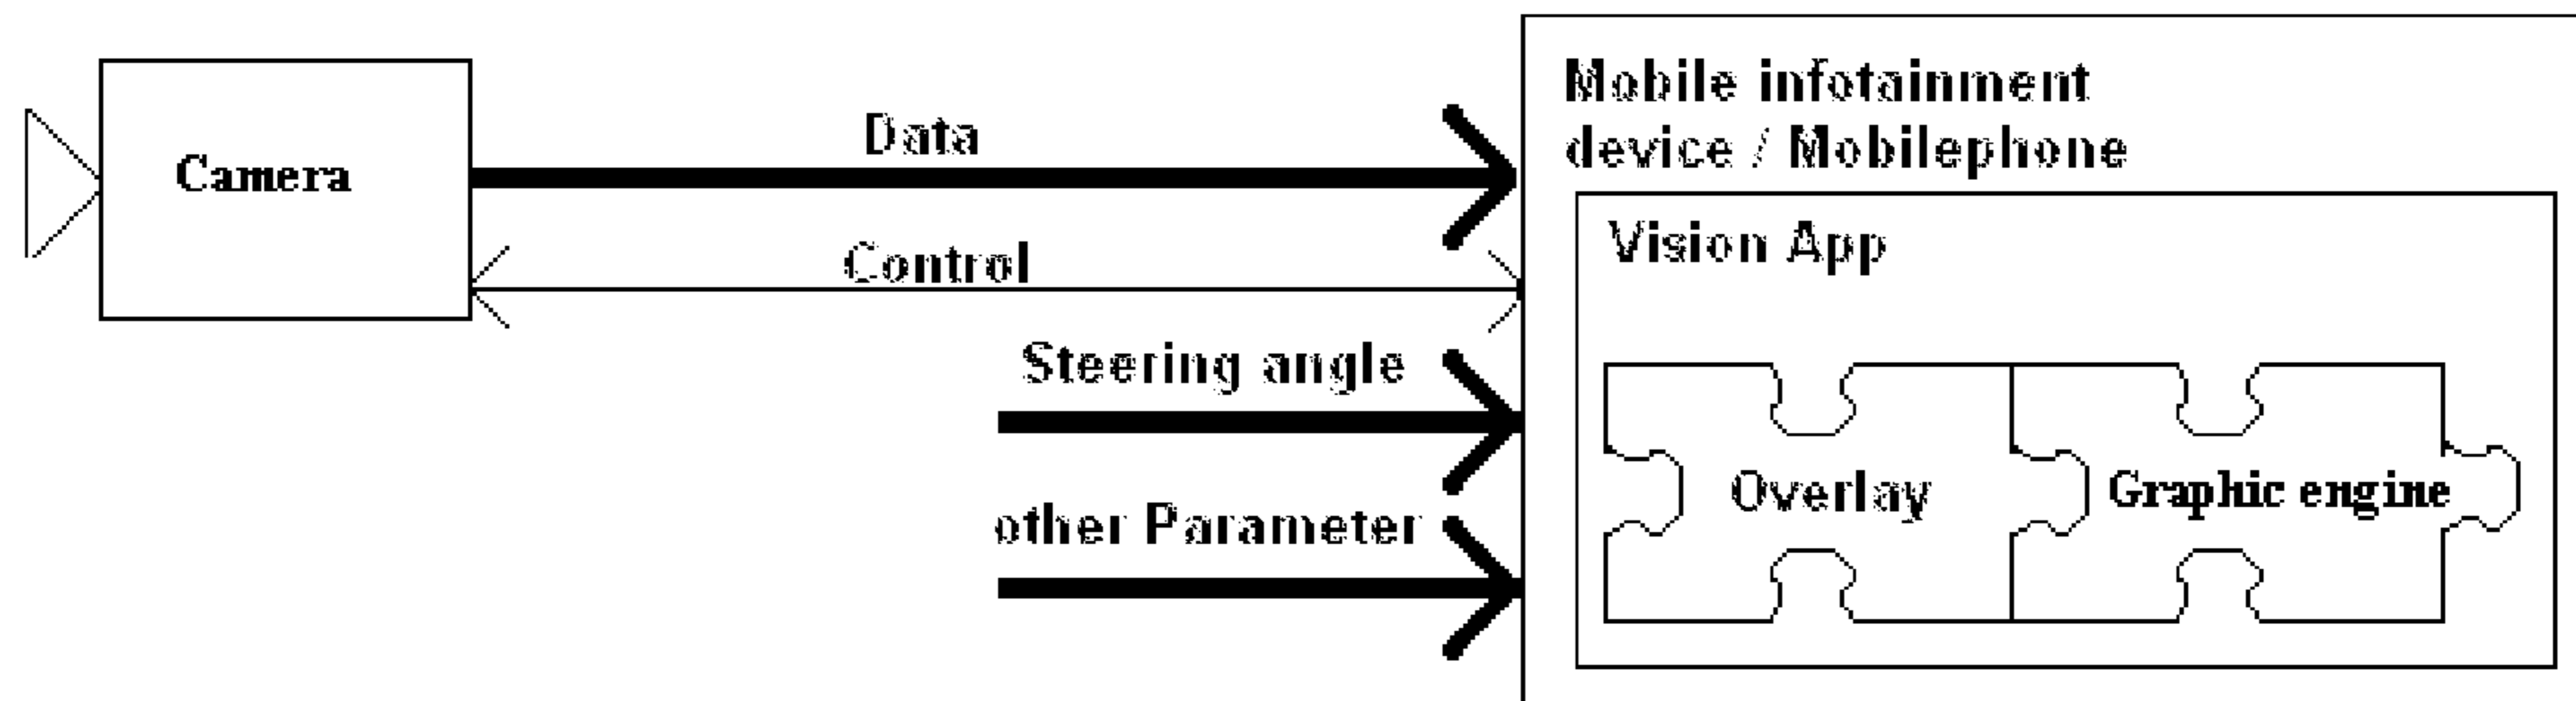 Camera
Data
Control
Steering angle
other Parameter
Mobile infotainment
device / Mobilephone
Vision App
Overlay
Graphic engine